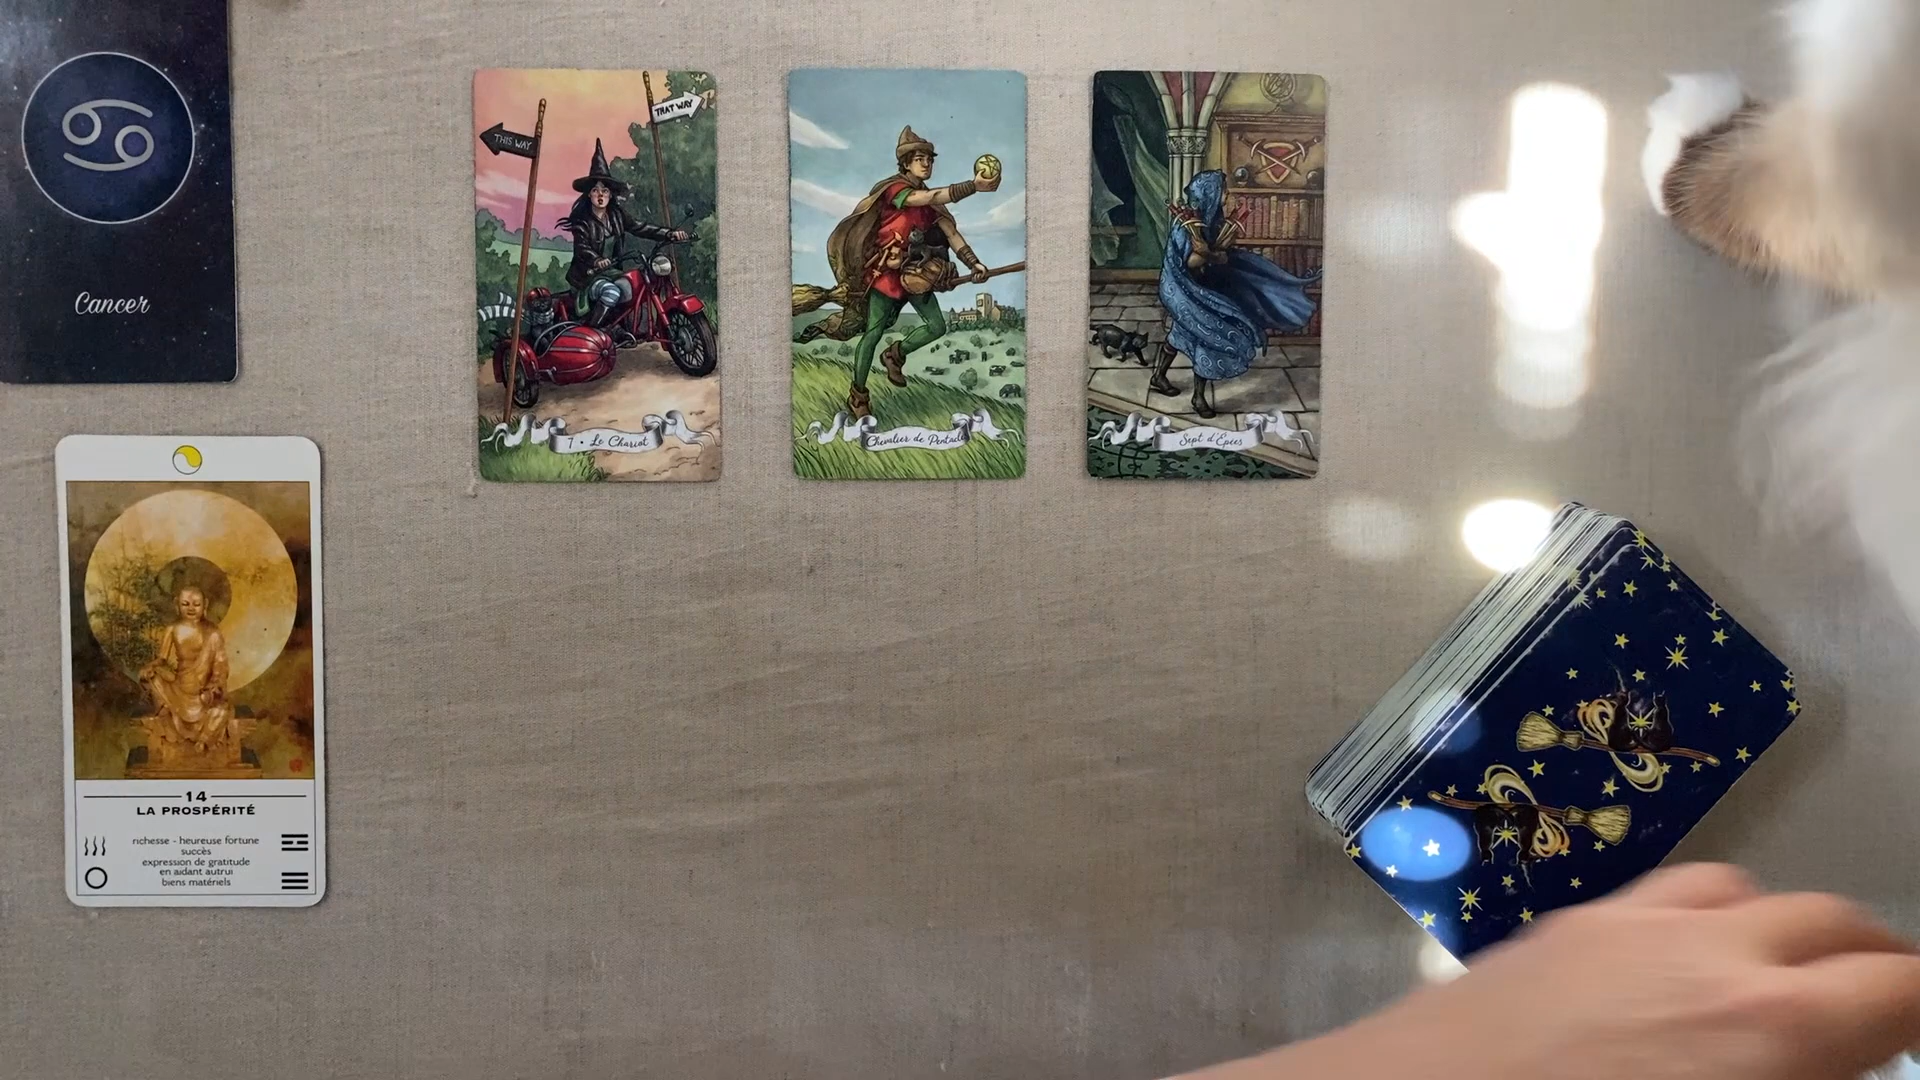 Cancer
THIS WAY
THAT WAY
7 • Le Chariot
Chevalier de Pentacle
Sept d'Epées
14
LA PROSPÉRITÉ
richesse - heureuse fortune
succès
expression de gratitude
en aidant autrui
biens matériels